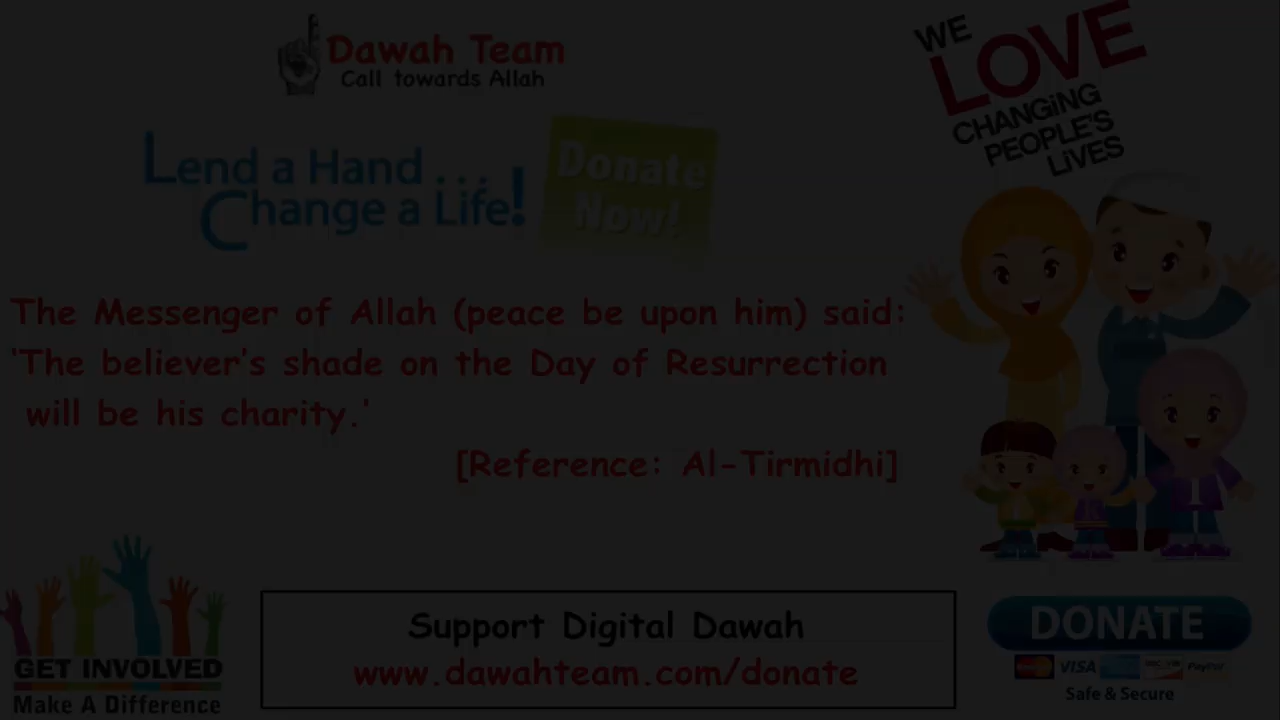 Dawah Team
Call towards Allah
WE
LOVE
CHANGiNG
PEOPLE'S
LiVES
Lend a Hand . . .
Change a Life!
Donate
Now!
The Messenger of Allah (peace be upon him) said:
'The believer's shade on the Day of Resurrection
will be his charity.'
[Reference: Al-Tirmidhi]
GET INVOLVED
Make A Difference
Support Digital Dawah
www.dawahteam.com/donate
DONATE
VISA
PayPal
Safe & Secure